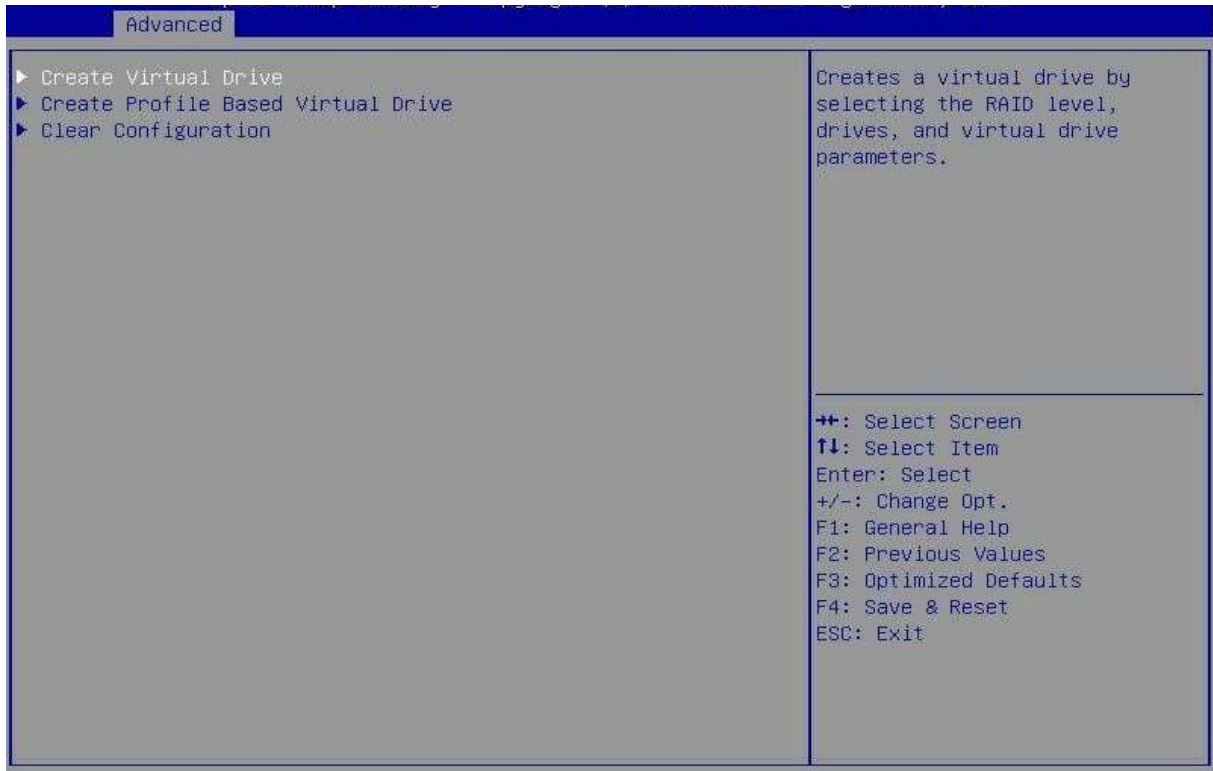 Advanced
▶ Create Virtual Drive
▶ Create Profile Based Virtual Drive
▶ Clear Configuration
Creates a virtual drive by
selecting the RAID level,
drives, and virtual drive
parameters.
→←: Select Screen
↑↓: Select Item
Enter: Select
+/-: Change Opt.
F1: General Help
F2: Previous Values
F3: Optimized Defaults
F4: Save & Reset
ESC: Exit